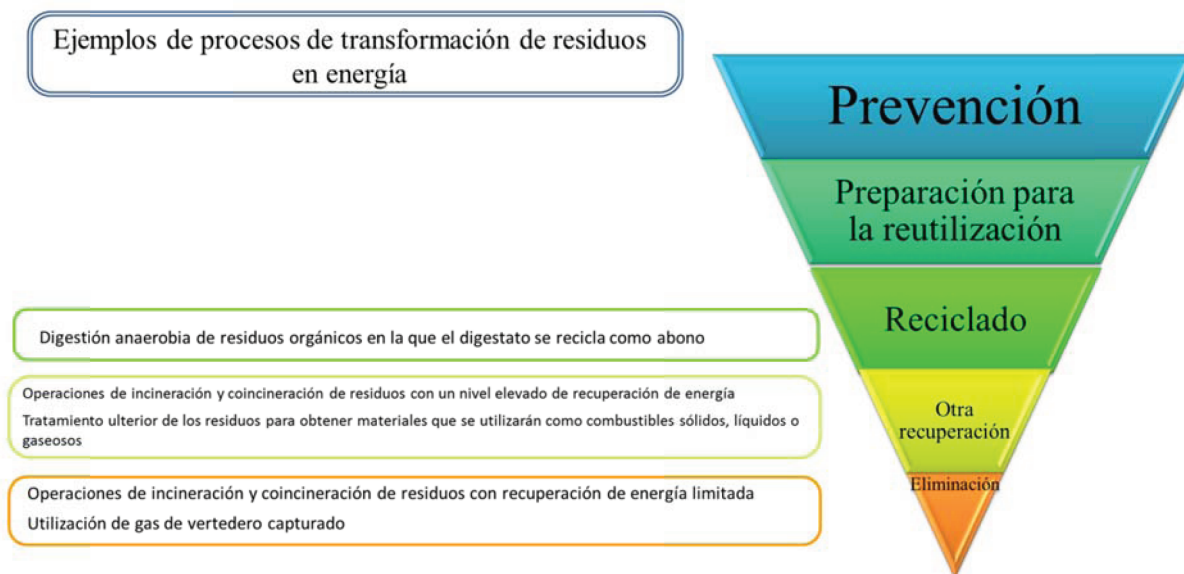 Ejemplos de procesos de transformación de residuos
en energía
Prevención
Preparación para
la reutilización
Reciclado
Digestión anaerobia de residuos orgánicos en la que el digestato se recicla como abono
Otra
recuperación
Operaciones de incineración y coincineración de residuos con un nivel elevado de recuperación de energía
Tratamiento ulterior de los residuos para obtener materiales que se utilizarán como combustibles sólidos, líquidos o
gaseosos
Eliminación
Operaciones de incineración y coincineración de residuos con recuperación de energía limitada
Utilización de gas de vertedero capturado